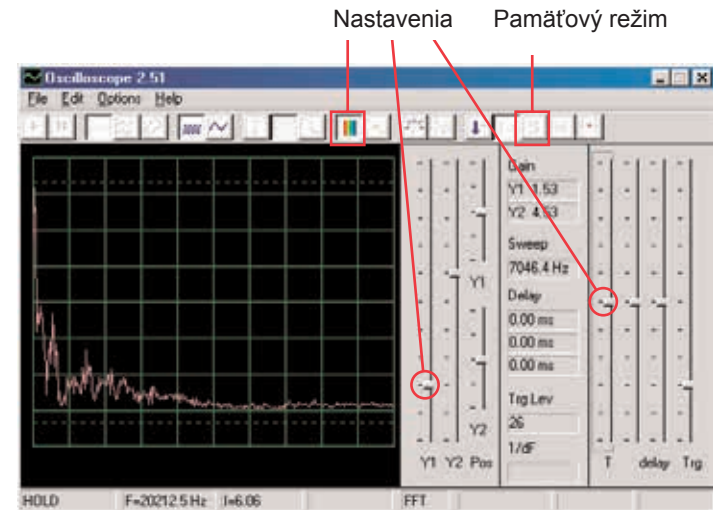 Nastavenia Pamäťový režim
Oscilloscope 2.51
File Edit Options Help
Gain
Y1 1.53
Y2 4.53
Sweep
7046.4 Hz
Y1
Delay
0.00 ms
0.00 ms
0.00 ms
Trg Lev
26
Y2
1/dF
Y1 Y2 Pos T delay Trg
HOLD F=20212.5 Hz I=6.06 FFT